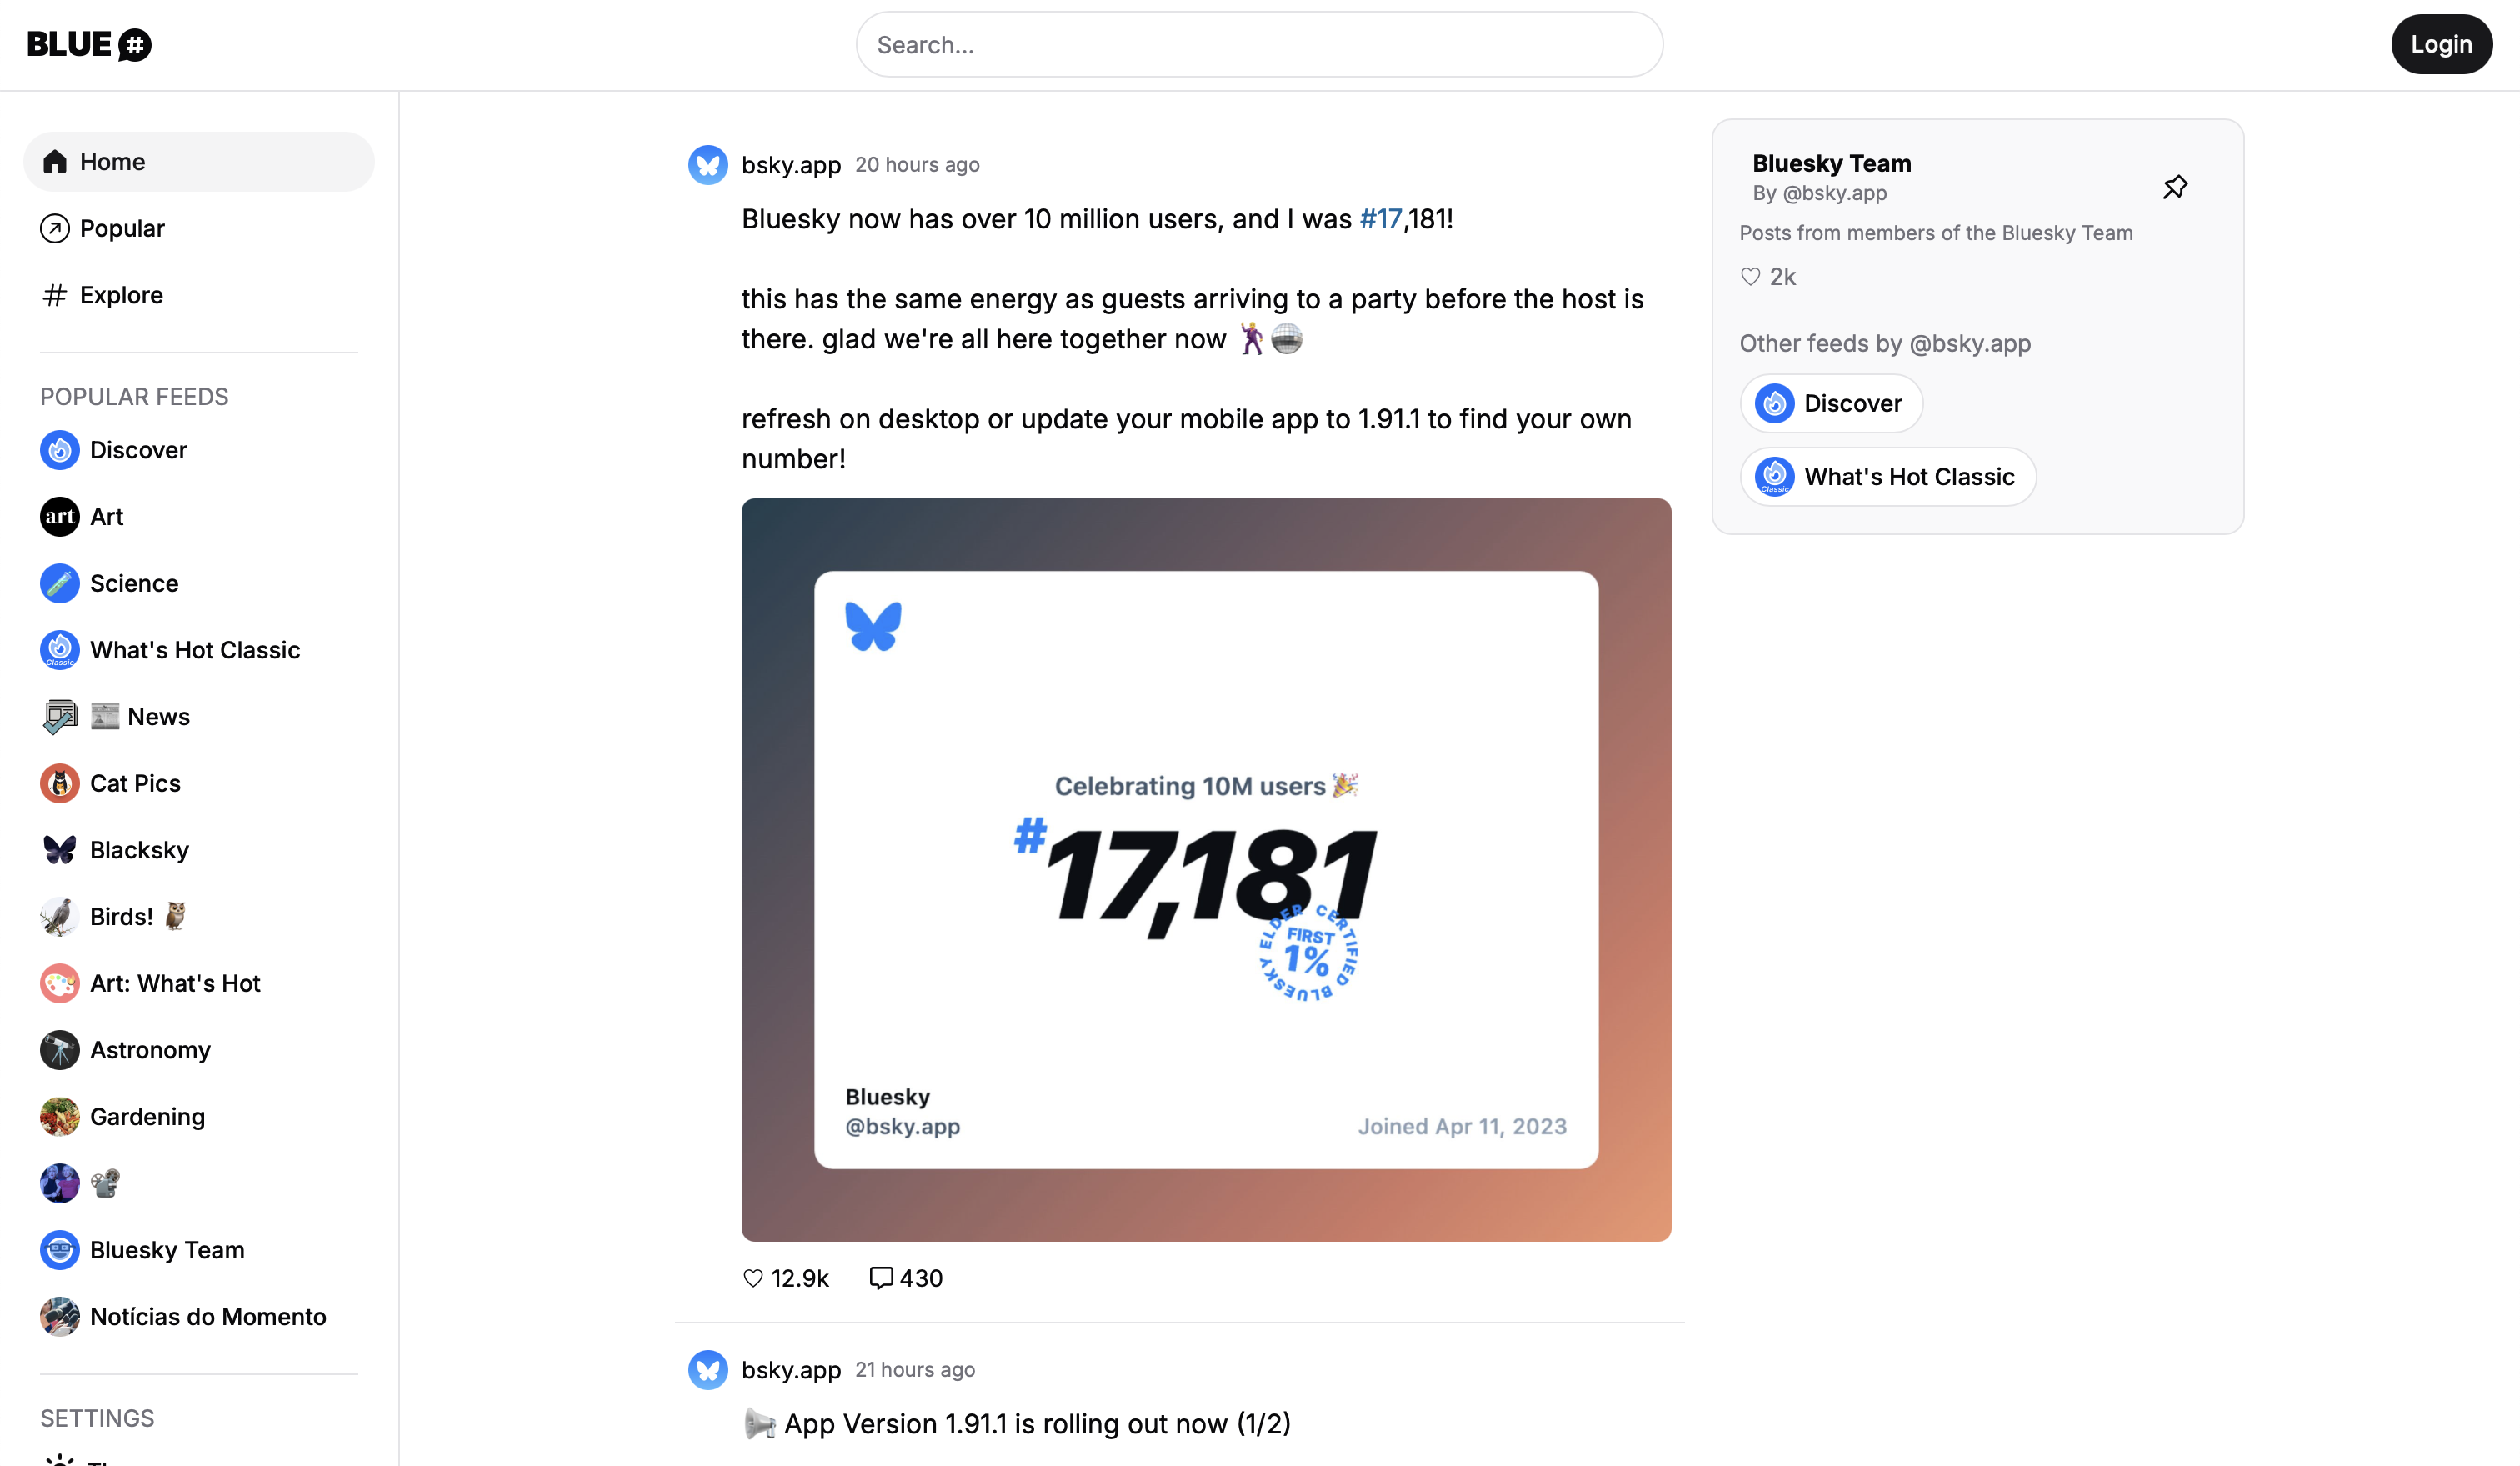 BLUE #
Search...
Login
Home
Popular
Explore
POPULAR FEEDS
Discover
art Art
Science
Classic What's Hot Classic
📰 News
Cat Pics
Blacksky
Birds! 🦉
Art: What's Hot
Astronomy
Gardening
📽️
Bluesky Team
Notícias do Momento
SETTINGS
bsky.app 20 hours ago
Bluesky now has over 10 million users, and I was #17,181!
this has the same energy as guests arriving to a party before the host is
there. glad we're all here together now 🕺🪩
refresh on desktop or update your mobile app to 1.91.1 to find your own
number!
Celebrating 10M users 🎉
#17,181
ELDER CERTIFIED BLUESKY
FIRST
1%
Bluesky
@bsky.app
Joined Apr 11, 2023
12.9k 430
bsky.app 21 hours ago
📢 App Version 1.91.1 is rolling out now (1/2)
Bluesky Team
By @bsky.app
Posts from members of the Bluesky Team
2k
Other feeds by @bsky.app
Discover
Classic What's Hot Classic